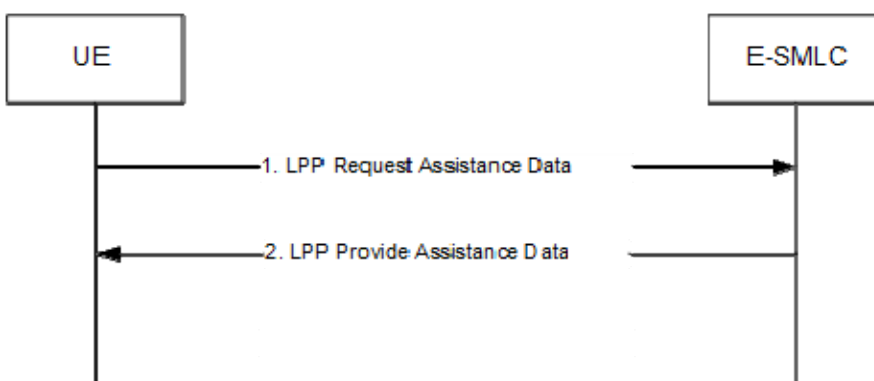 UE
E-SMLC
1. LPP Request Assistance Data
2. LPP Provide Assistance Data